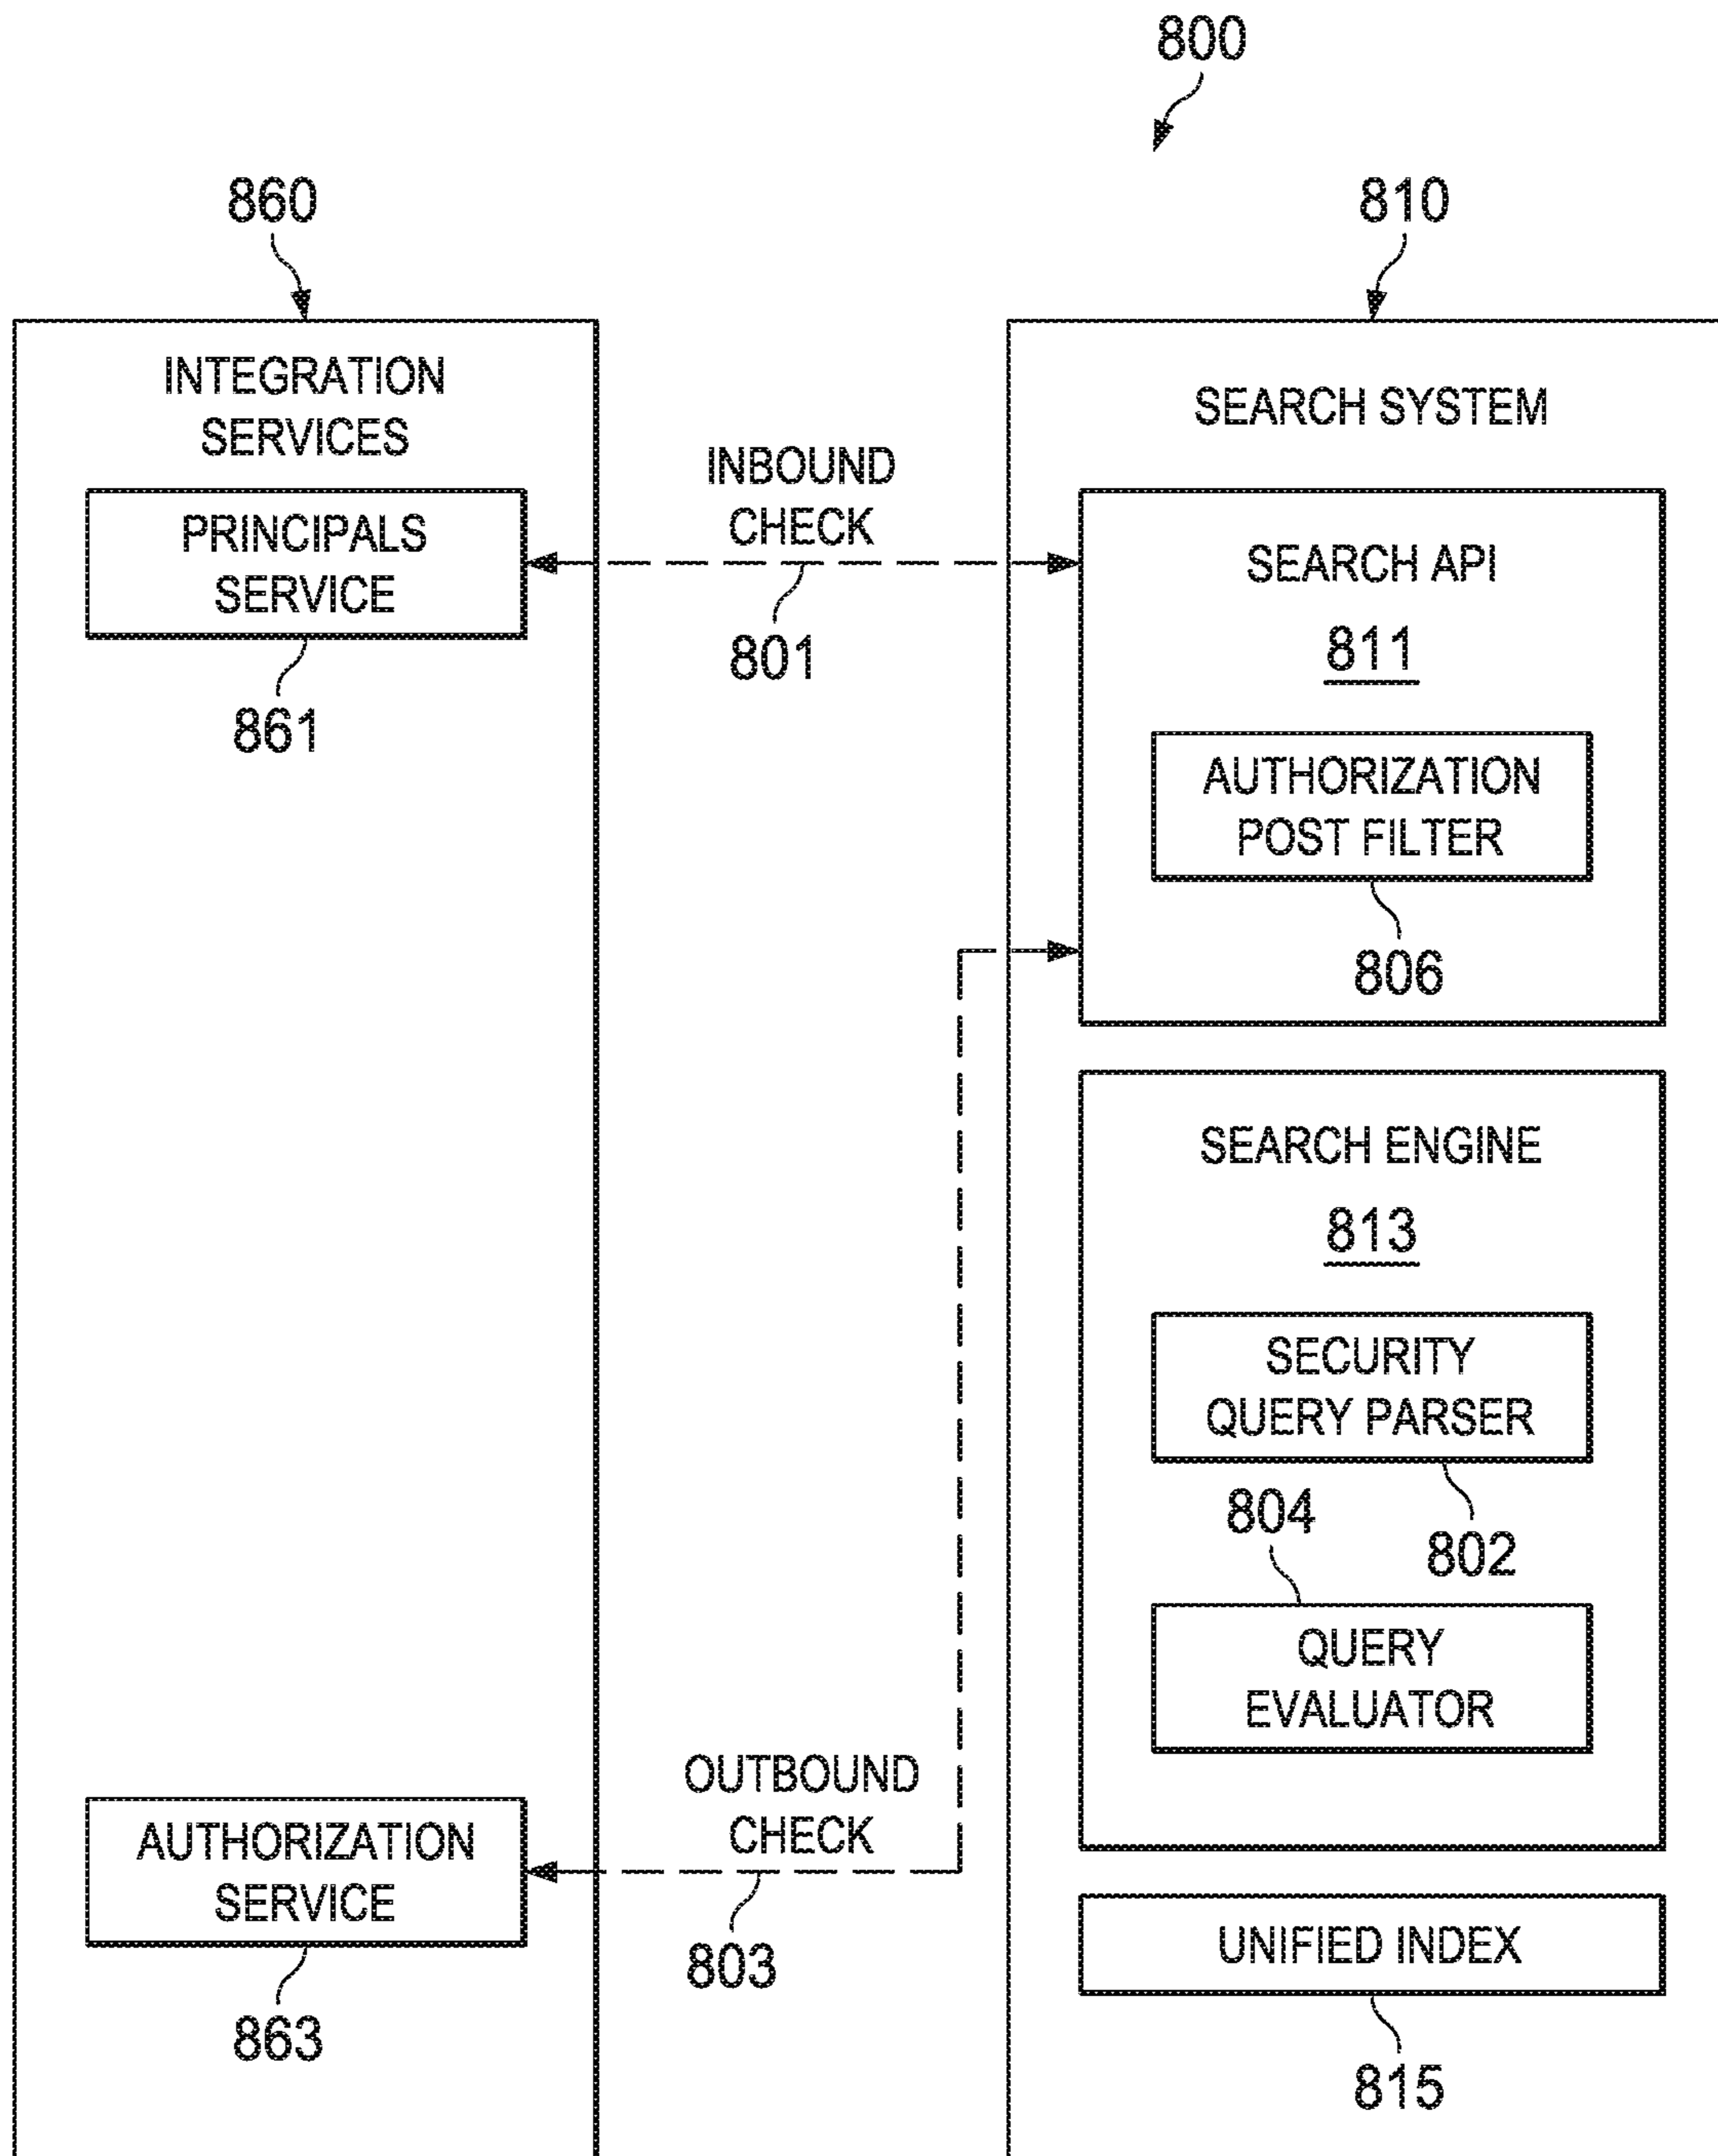 800
860
810
INTEGRATION
SERVICES
SEARCH SYSTEM
INBOUND
CHECK
PRINCIPALS
SERVICE
SEARCH API
811
801
861
AUTHORIZATION
POST FILTER
806
SEARCH ENGINE
813
SECURITY
QUERY PARSER
804
802
QUERY
EVALUATOR
OUTBOUND
CHECK
AUTHORIZATION
SERVICE
UNIFIED INDEX
803
863
815